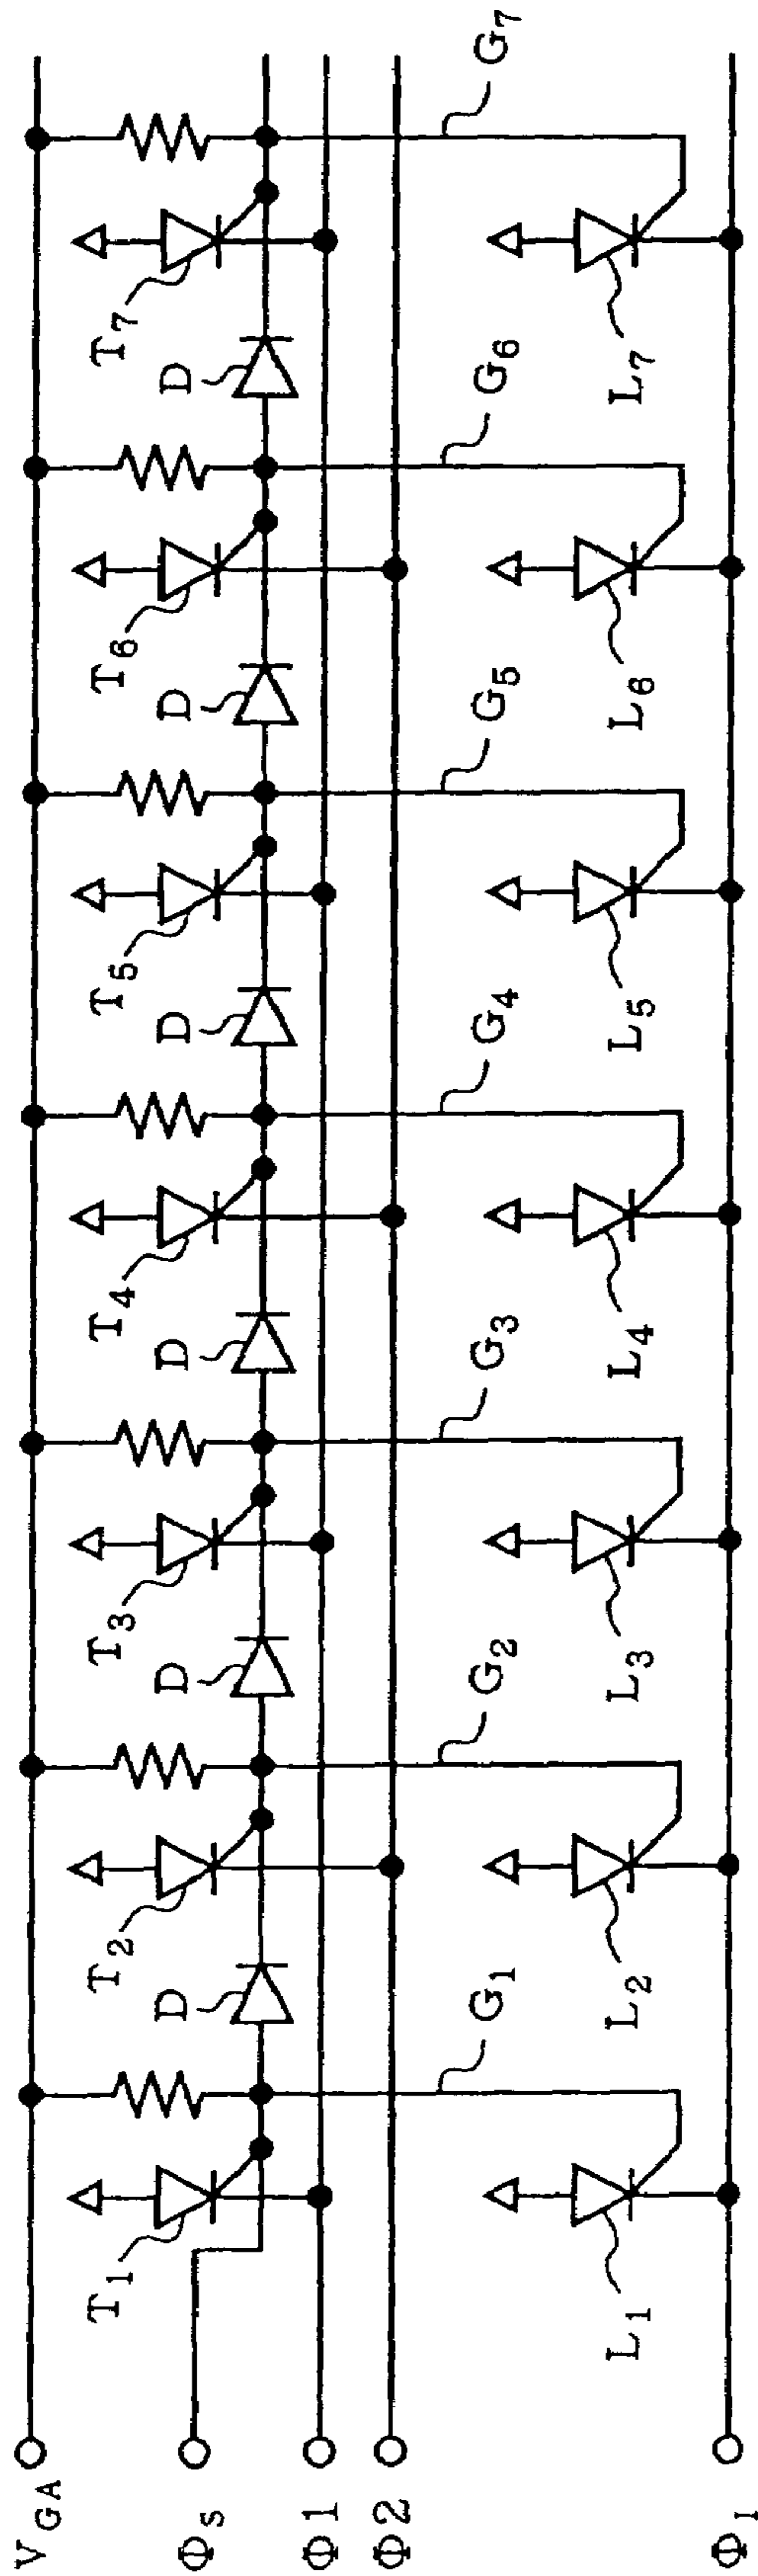 V_GA
Φ_S
Φ1
Φ2
Φ_I
T_1 T_2 T_3 T_4 T_5 T_6 T_7
D D D D D D
G_1 G_2 G_3 G_4 G_5 G_6 G_7
L_1 L_2 L_3 L_4 L_5 L_6 L_7